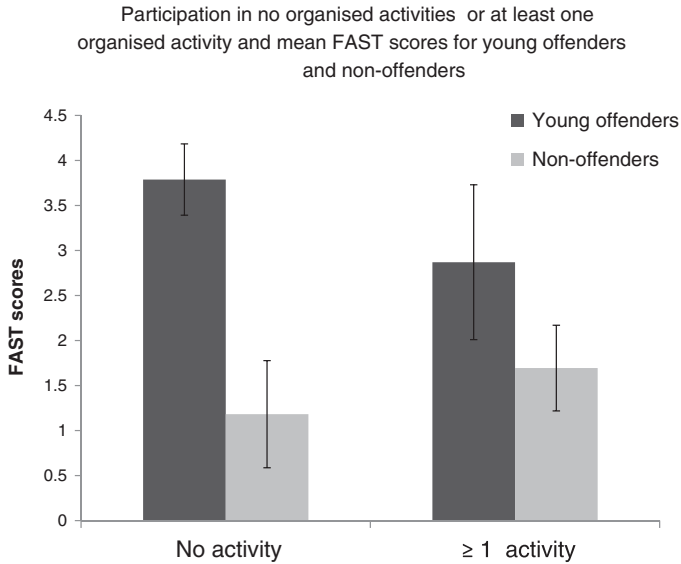 Participation in no organised activities or at least one
organised activity and mean FAST scores for young offenders
and non-offenders
4.5
4
3.5
3
2.5
2
1.5
1
0.5
0
FAST scores
Young offenders
Non-offenders
No activity
≥ 1 activity